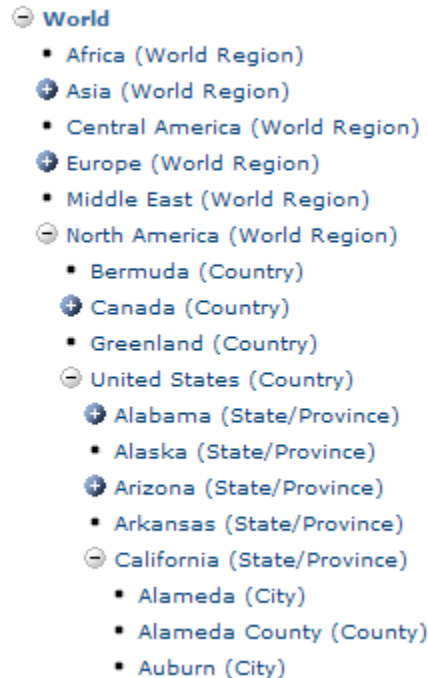 World
Africa (World Region)
Asia (World Region)
Central America (World Region)
Europe (World Region)
Middle East (World Region)
North America (World Region)
Bermuda (Country)
Canada (Country)
Greenland (Country)
United States (Country)
Alabama (State/Province)
Alaska (State/Province)
Arizona (State/Province)
Arkansas (State/Province)
California (State/Province)
Alameda (City)
Alameda County (County)
Auburn (City)